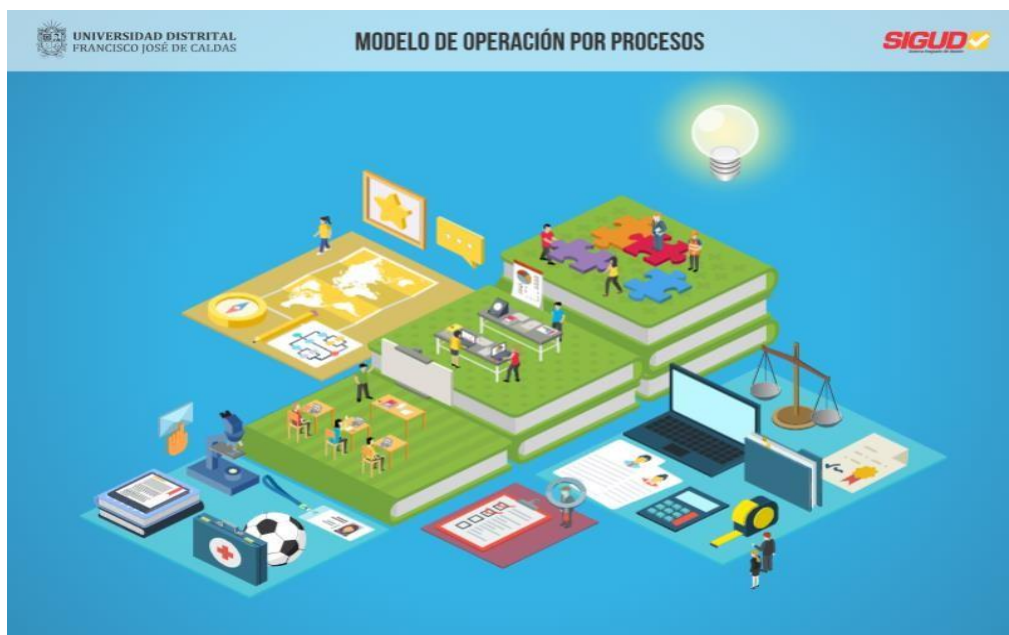 UNIVERSIDAD DISTRITAL
FRANCISCO JOSÉ DE CALDAS
MODELO DE OPERACIÓN POR PROCESOS
SIGUD